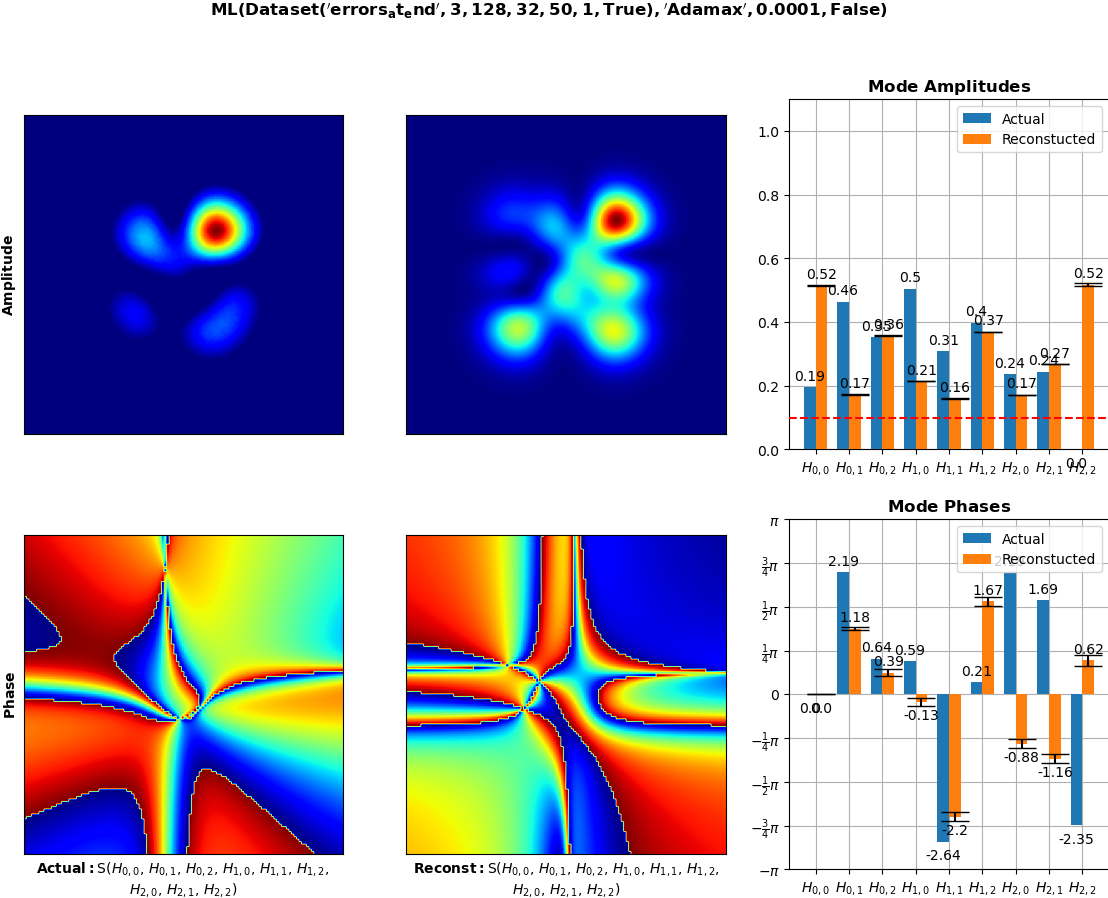 ML(Dataset('errors_at_end', 3, 128, 32, 50, 1, True), 'Adamax', 0.0001, False)
Mode Amplitudes
Actual
Reconstucted
1.0
0.8
0.6
0.4
0.2
0.0
0.19
0.52
0.46
0.17
0.35
0.36
0.5
0.21
0.31
0.16
0.4
0.37
0.24
0.17
0.24
0.27
0.0
0.52
H0,0 H0,1 H0,2 H1,0 H1,1 H1,2 H2,0 H2,1 H2,2
Amplitude
Mode Phases
Actual
Reconstucted
π
3/4π
1/2π
1/4π
0
−1/4π
−1/2π
−3/4π
−π
0.0
0.0
2.19
1.18
0.64
0.39
0.59
-0.13
-2.64
-2.2
0.21
1.67
-0.88
1.69
-1.16
-2.35
0.62
H0,0 H0,1 H0,2 H1,0 H1,1 H1,2 H2,0 H2,1 H2,2
Phase
Actual: S(H0,0, H0,1, H0,2, H1,0, H1,1, H1,2,
H2,0, H2,1, H2,2)
Reconst: S(H0,0, H0,1, H0,2, H1,0, H1,1, H1,2,
H2,0, H2,1, H2,2)